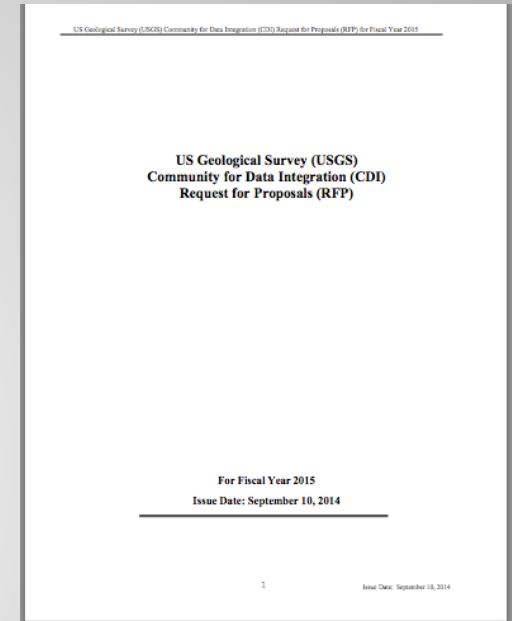 US Geological Survey (USGS) Community for Data Integration (CDI) Request for Proposals (RFP) for Fiscal Year 2015
US Geological Survey (USGS)
Community for Data Integration (CDI)
Request for Proposals (RFP)
For Fiscal Year 2015
Issue Date: September 10, 2014
1
Issue Date: September 10, 2014